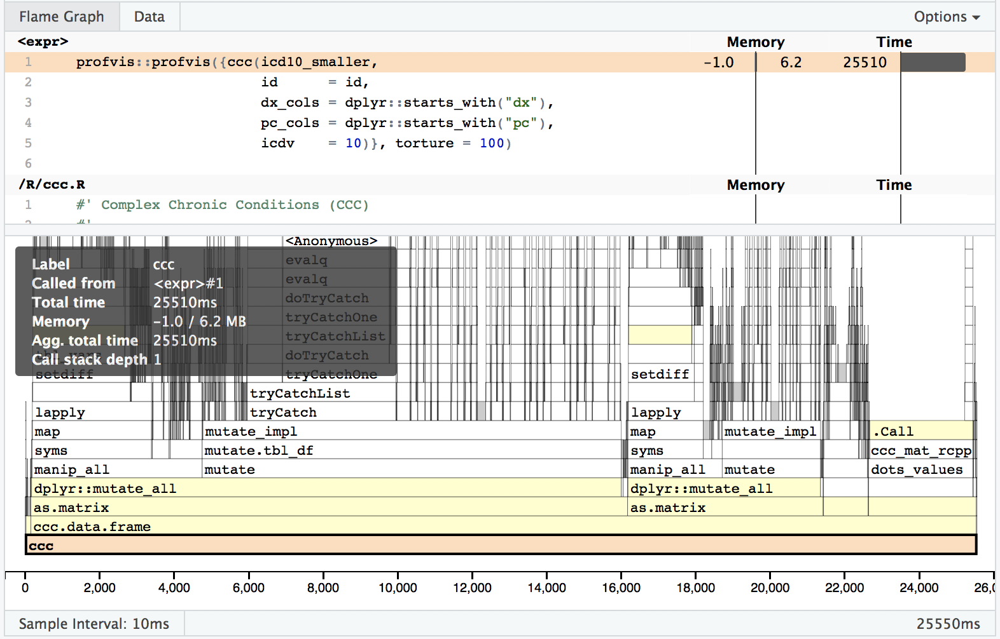 Flame Graph Data Options
<expr> Memory Time
1 profvis::profvis({ccc(icd10_smaller, -1.0 6.2 25510
2 id = id,
3 dx_cols = dplyr::starts_with("dx"),
4 pc_cols = dplyr::starts_with("pc"),
5 icdv = 10)}, torture = 100)
6
/R/ccc.R Memory Time
1 #' Complex Chronic Conditions (CCC)
2 #'
<Anonymous>
Label ccc evalq
Called from <expr>#1 evalq
Total time 25510ms doTryCatch
Memory -1.0 / 6.2 MB tryCatchOne
Agg. total time 25510ms tryCatchList
Call stack depth 1 tbl_vars doTryCatch
setdiff tryCatchOne setdiff
tryCatchList
lapply tryCatch lapply
map mutate_impl map mutate_impl .Call
syms mutate.tbl_df syms ccc_mat_rcpp
manip_all mutate manip_all mutate dots_values
dplyr::mutate_all dplyr::mutate_all
as.matrix as.matrix
ccc.data.frame
ccc
0 2,000 4,000 6,000 8,000 10,000 12,000 14,000 16,000 18,000 20,000 22,000 24,000 26,0
Sample Interval: 10ms 25550ms